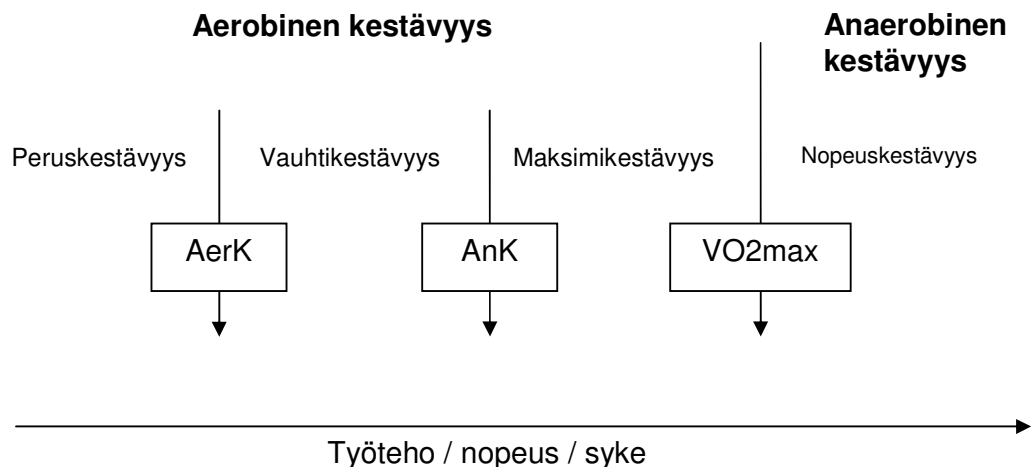 Aerobinen kestävyys
Anaerobinen
kestävyys
Peruskestävyys
Vauhtikestävyys
Maksimikestävyys
Nopeuskestävyys
AerK
AnK
VO2max
Työteho / nopeus / syke